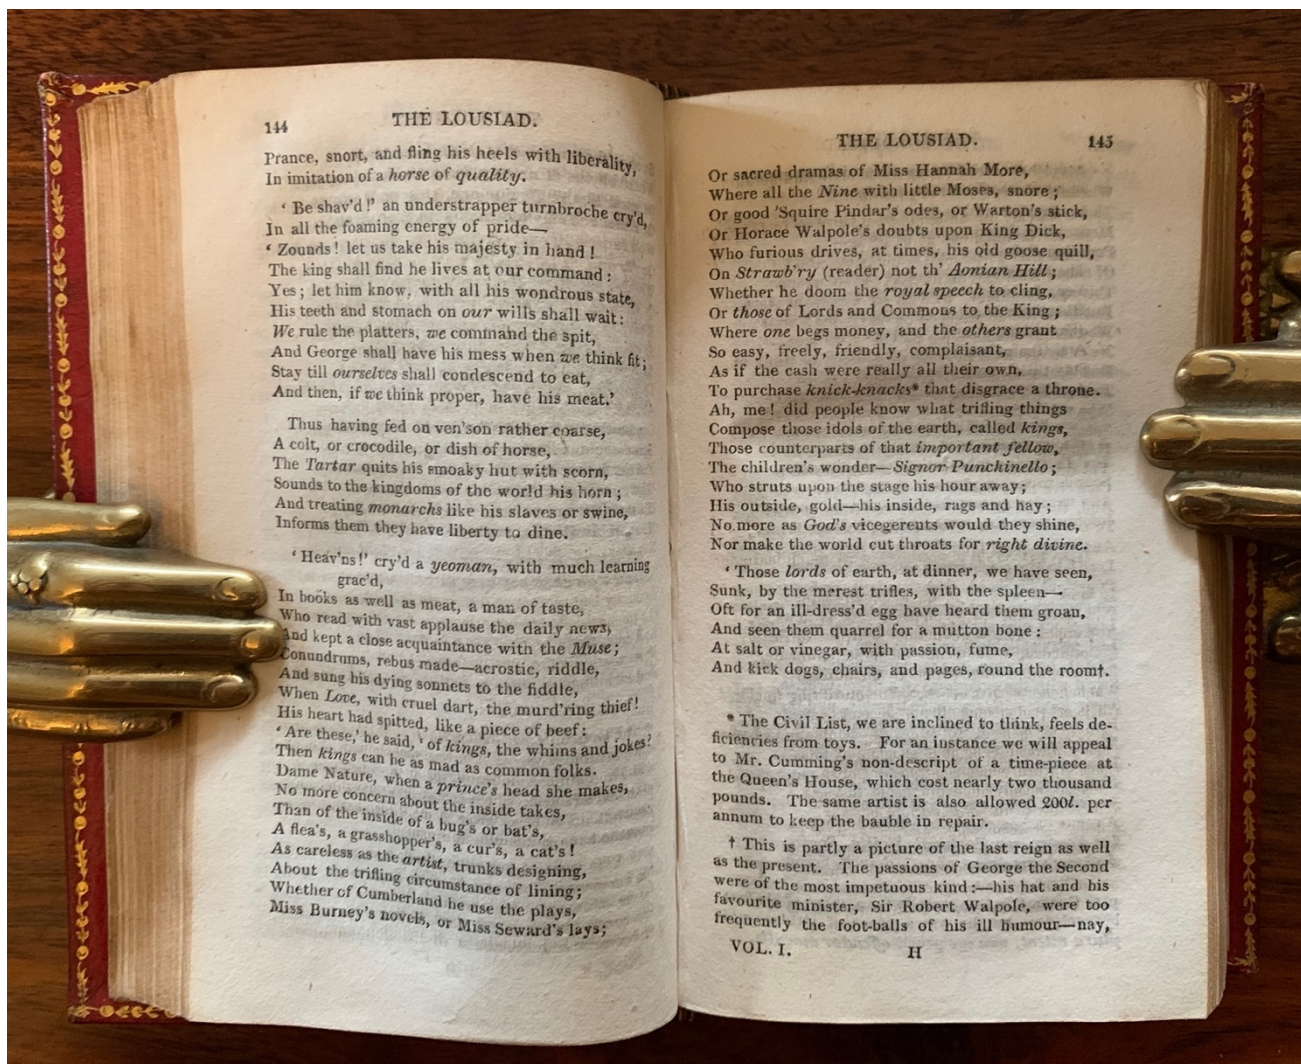 144
THE LOUSIAD.
Prance, snort, and fling his heels with liberality,
In imitation of a horse of quality.
‘ Be shav'd !’ an understrapper turnbroche cry'd,
In all the foaming energy of pride—
‘ Zounds ! let us take his majesty in hand !
The king shall find he lives at our command :
Yes ; let him know, with all his wondrous state,
His teeth and stomach on our wills shall wait :
We rule the platters, we command the spit,
And George shall have his mess when we think fit ;
Stay till ourselves shall condescend to eat,
And then, if we think proper, have his meat.’
Thus having fed on ven'son rather coarse,
A colt, or crocodile, or dish of horse,
The Tartar quits his smoaky hut with scorn,
Sounds to the kingdoms of the world his horn ;
And treating monarchs like his slaves or swine,
Informs them they have liberty to dine.
‘ Heav'ns !’ cry'd a yeoman, with much learning
grac'd,
In books as well as meat, a man of taste,
Who read with vast applause the daily news,
And kept a close acquaintance with the Muse ;
Conundrums, rebus made—acrostic, riddle,
And sung his dying sonnets to the fiddle,
When Love, with cruel dart, the murd'ring thief !
His heart had spitted, like a piece of beef :
‘ Are these,’ he said, ‘ of kings, the whims and jokes ?
Then kings can be as mad as common folks.
Dame Nature, when a prince's head she makes,
No more concern about the inside takes,
Than of the inside of a bug's or bat's,
A flea's, a grasshopper's, a cur's, a cat's !
As careless as the artist, trunks designing,
About the trifling circumstance of lining ;
Whether of Cumberland he use the plays,
Miss Burney's novels, or Miss Seward's lays ;
THE LOUSIAD.
145
Or sacred dramas of Miss Hannah More,
Where all the Nine with little Moses, snore ;
Or good 'Squire Pindar's odes, or Warton's stick,
Or Horace Walpole's doubts upon King Dick,
Who furious drives, at times, his old goose quill,
On Strawb'ry (reader) not th' Aonian Hill ;
Whether he doom the royal speech to cling,
Or those of Lords and Commons to the King ;
Where one begs money, and the others grant
So easy, freely, friendly, complaisant,
As if the cash were really all their own,
To purchase knick-knacks* that disgrace a throne.
Ah, me ! did people know what trifling things
Compose those idols of the earth, called kings,
Those counterparts of that important fellow,
The children's wonder—Signor Punchinello ;
Who struts upon the stage his hour away ;
His outside, gold—his inside, rags and hay ;
No more as God's vicegerents would they shine,
Nor make the world cut throats for right divine.
‘ Those lords of earth, at dinner, we have seen,
Sunk, by the merest trifles, with the spleen—
Oft for an ill-dress'd egg have heard them groan,
And seen them quarrel for a mutton bone :
At salt or vinegar, with passion, fume,
And kick dogs, chairs, and pages, round the room†.
* The Civil List, we are inclined to think, feels de-
ficiencies from toys. For an instance we will appeal
to Mr. Cumming's non-descript of a time-piece at
the Queen's House, which cost nearly two thousand
pounds. The same artist is also allowed 200l. per
annum to keep the bauble in repair.
† This is partly a picture of the last reign as well
as the present. The passions of George the Second
were of the most impetuous kind :—his hat and his
favourite minister, Sir Robert Walpole, were too
frequently the foot-balls of his ill humour—nay,
VOL. I.
H